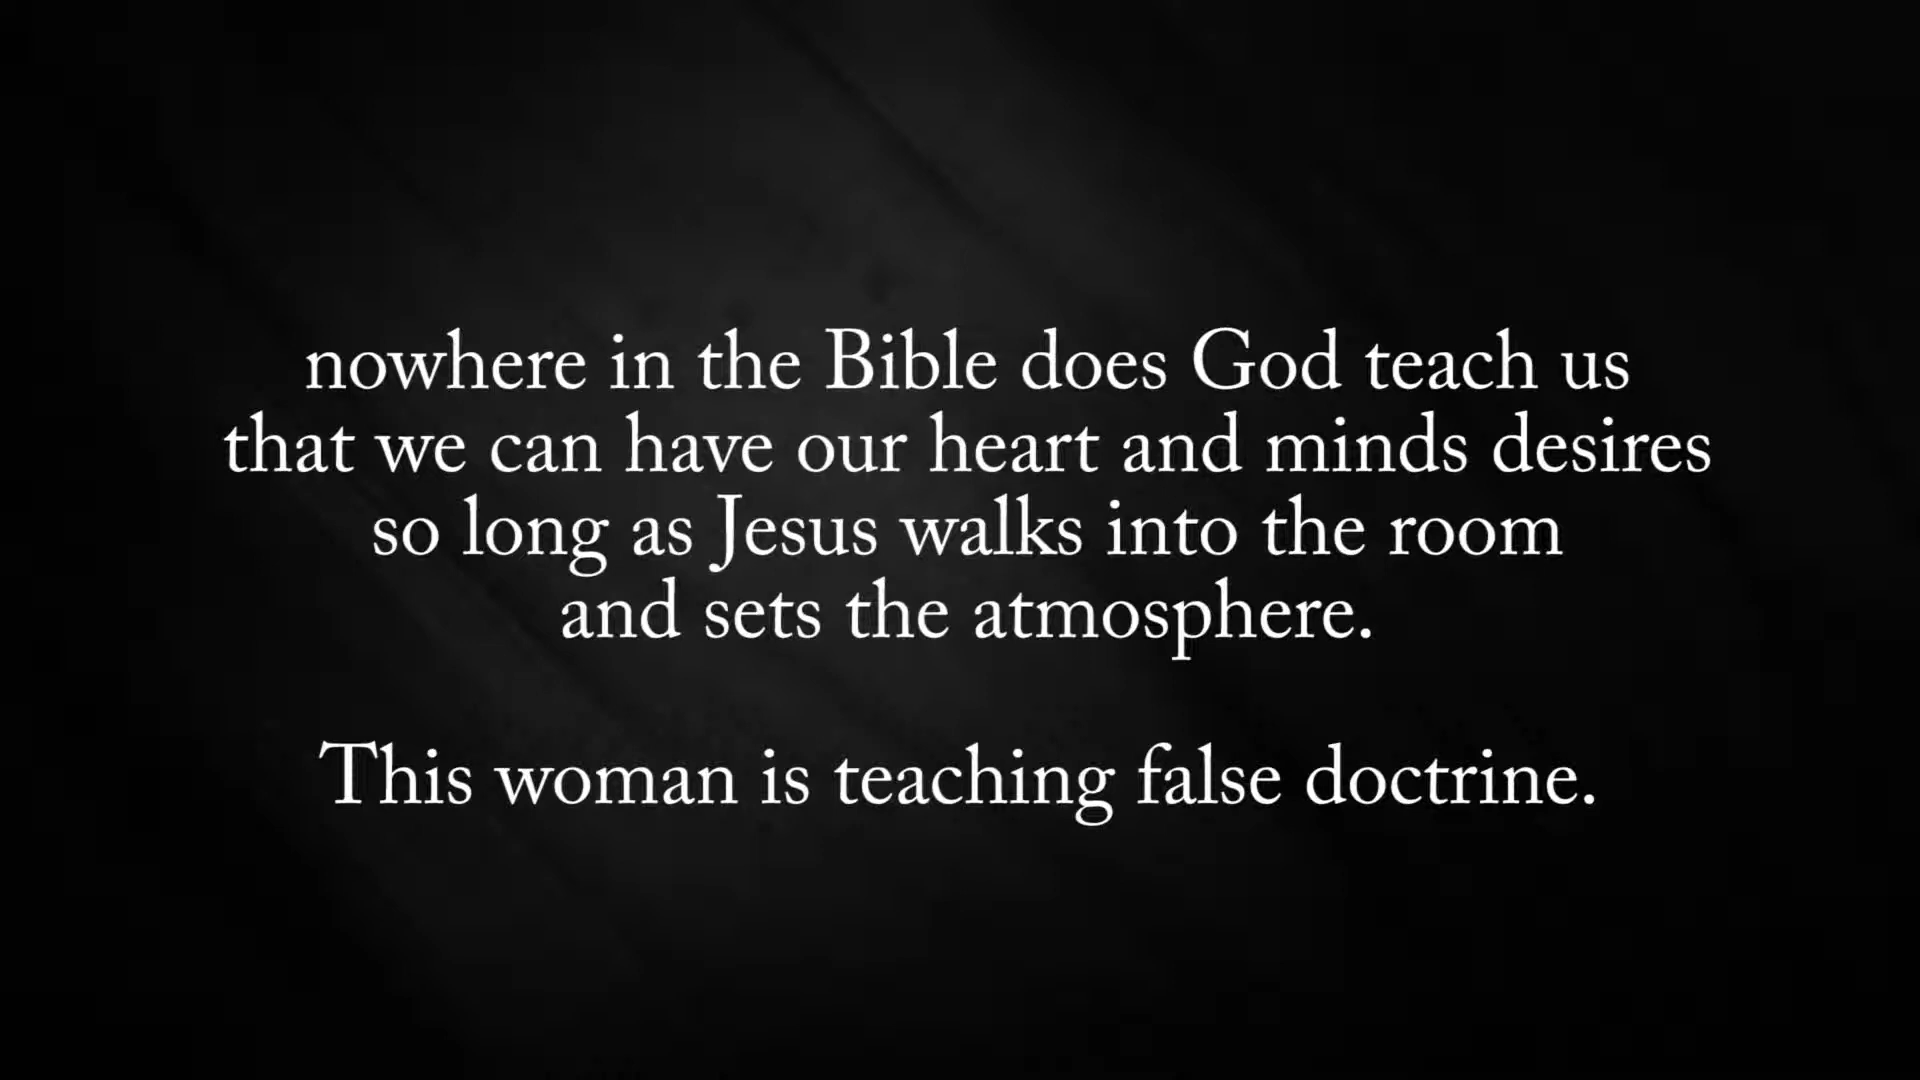 nowhere in the Bible does God teach us
that we can have our heart and minds desires
so long as Jesus walks into the room
and sets the atmosphere.
This woman is teaching false doctrine.